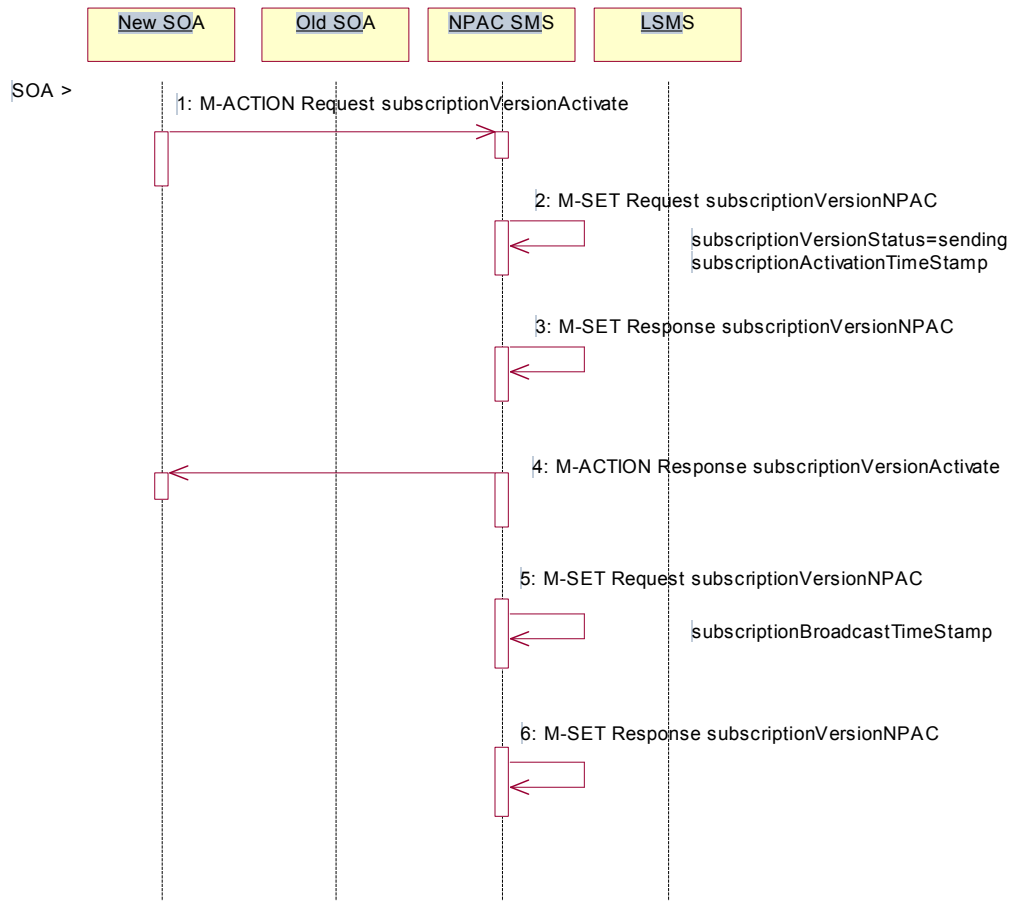 New SOA
Old SOA
NPAC SMS
LSMS
SOA >
1: M-ACTION Request subscriptionVersionActivate
2: M-SET Request subscriptionVersionNPAC
subscriptionVersionStatus=sending
subscriptionActivationTimeStamp
3: M-SET Response subscriptionVersionNPAC
4: M-ACTION Response subscriptionVersionActivate
5: M-SET Request subscriptionVersionNPAC
subscriptionBroadcastTimeStamp
6: M-SET Response subscriptionVersionNPAC